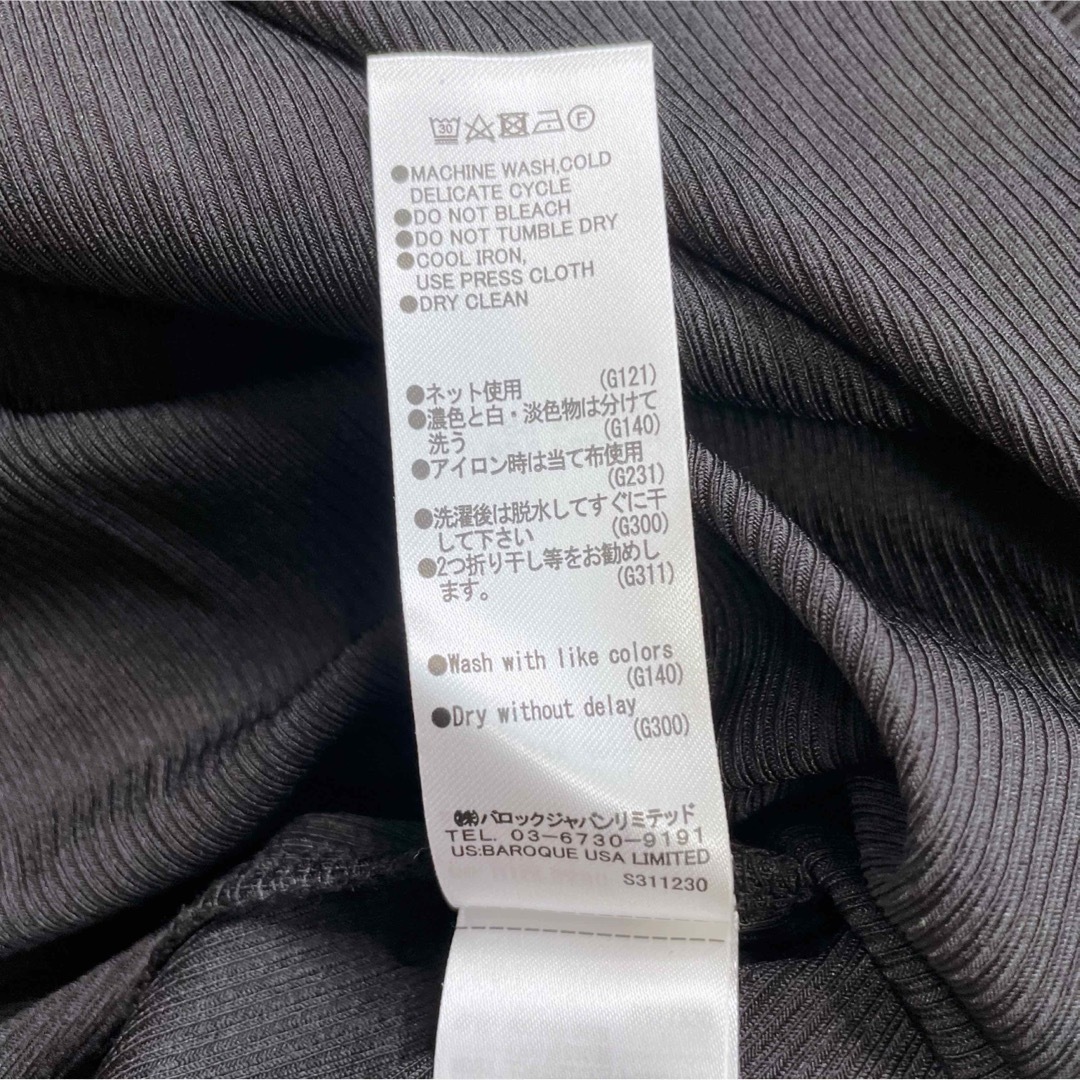 30 F
●MACHINE WASH,COLD
DELICATE CYCLE
●DO NOT BLEACH
●DO NOT TUMBLE DRY
●COOL IRON,
USE PRESS CLOTH
●DRY CLEAN
●ネット使用 (G121)
●濃色と白・淡色物は分けて
洗う (G140)
●アイロン時は当て布使用
(G231)
●洗濯後は脱水してすぐに干
して下さい (G300)
●2つ折り干し等をお勧めし
ます。 (G311)
●Wash with like colors
(G140)
●Dry without delay
(G300)
㈱バロックジャパンリミテッド
TEL. 03-6730-9191
US:BAROQUE USA LIMITED
S311230